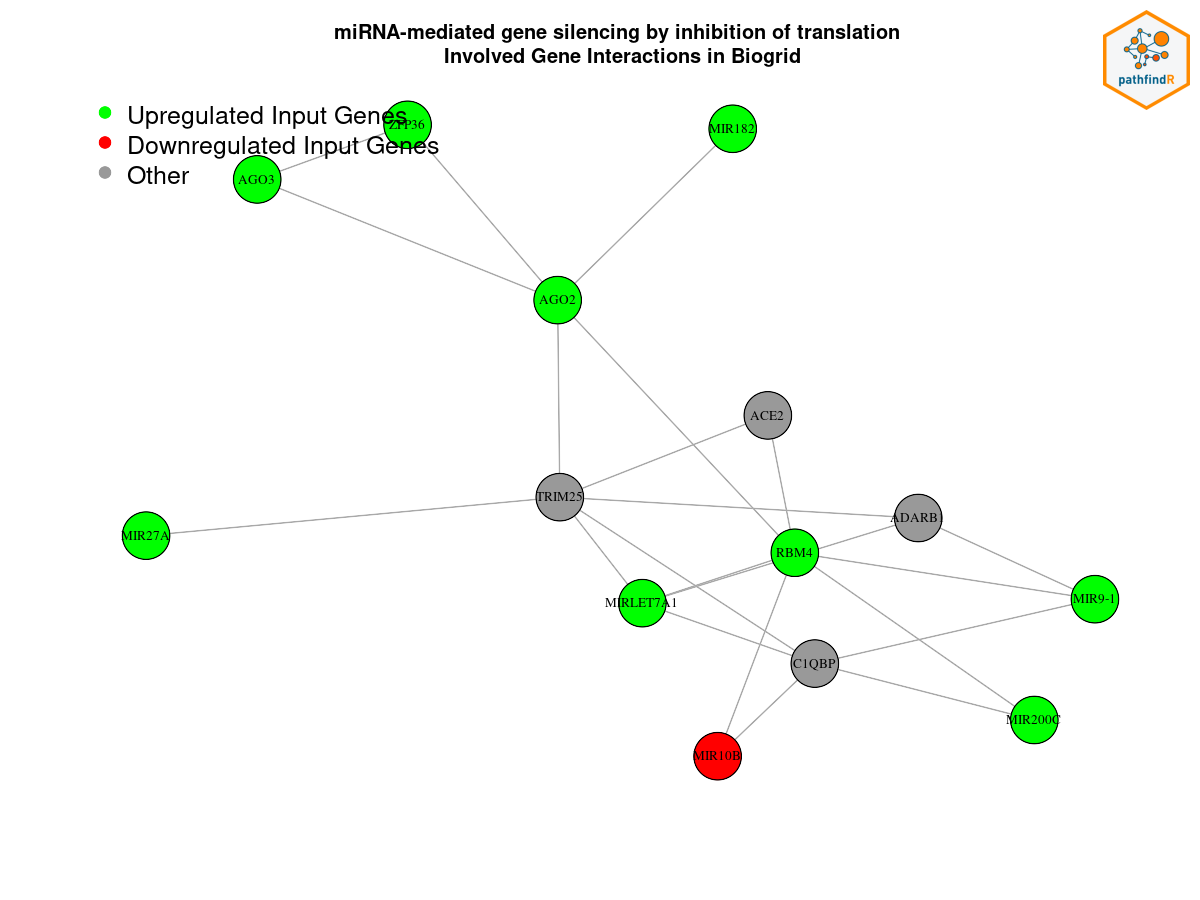 miRNA-mediated gene silencing by inhibition of translation
Involved Gene Interactions in Biogrid
pathfindR
Upregulated Input Genes
Downregulated Input Genes
Other
ZFP36
MIR182
AGO3
AGO2
ACE2
TRIM25
ADARB1
MIR27A
RBM4
MIRLET7A1
MIR9-1
C1QBP
MIR200C
MIR10B